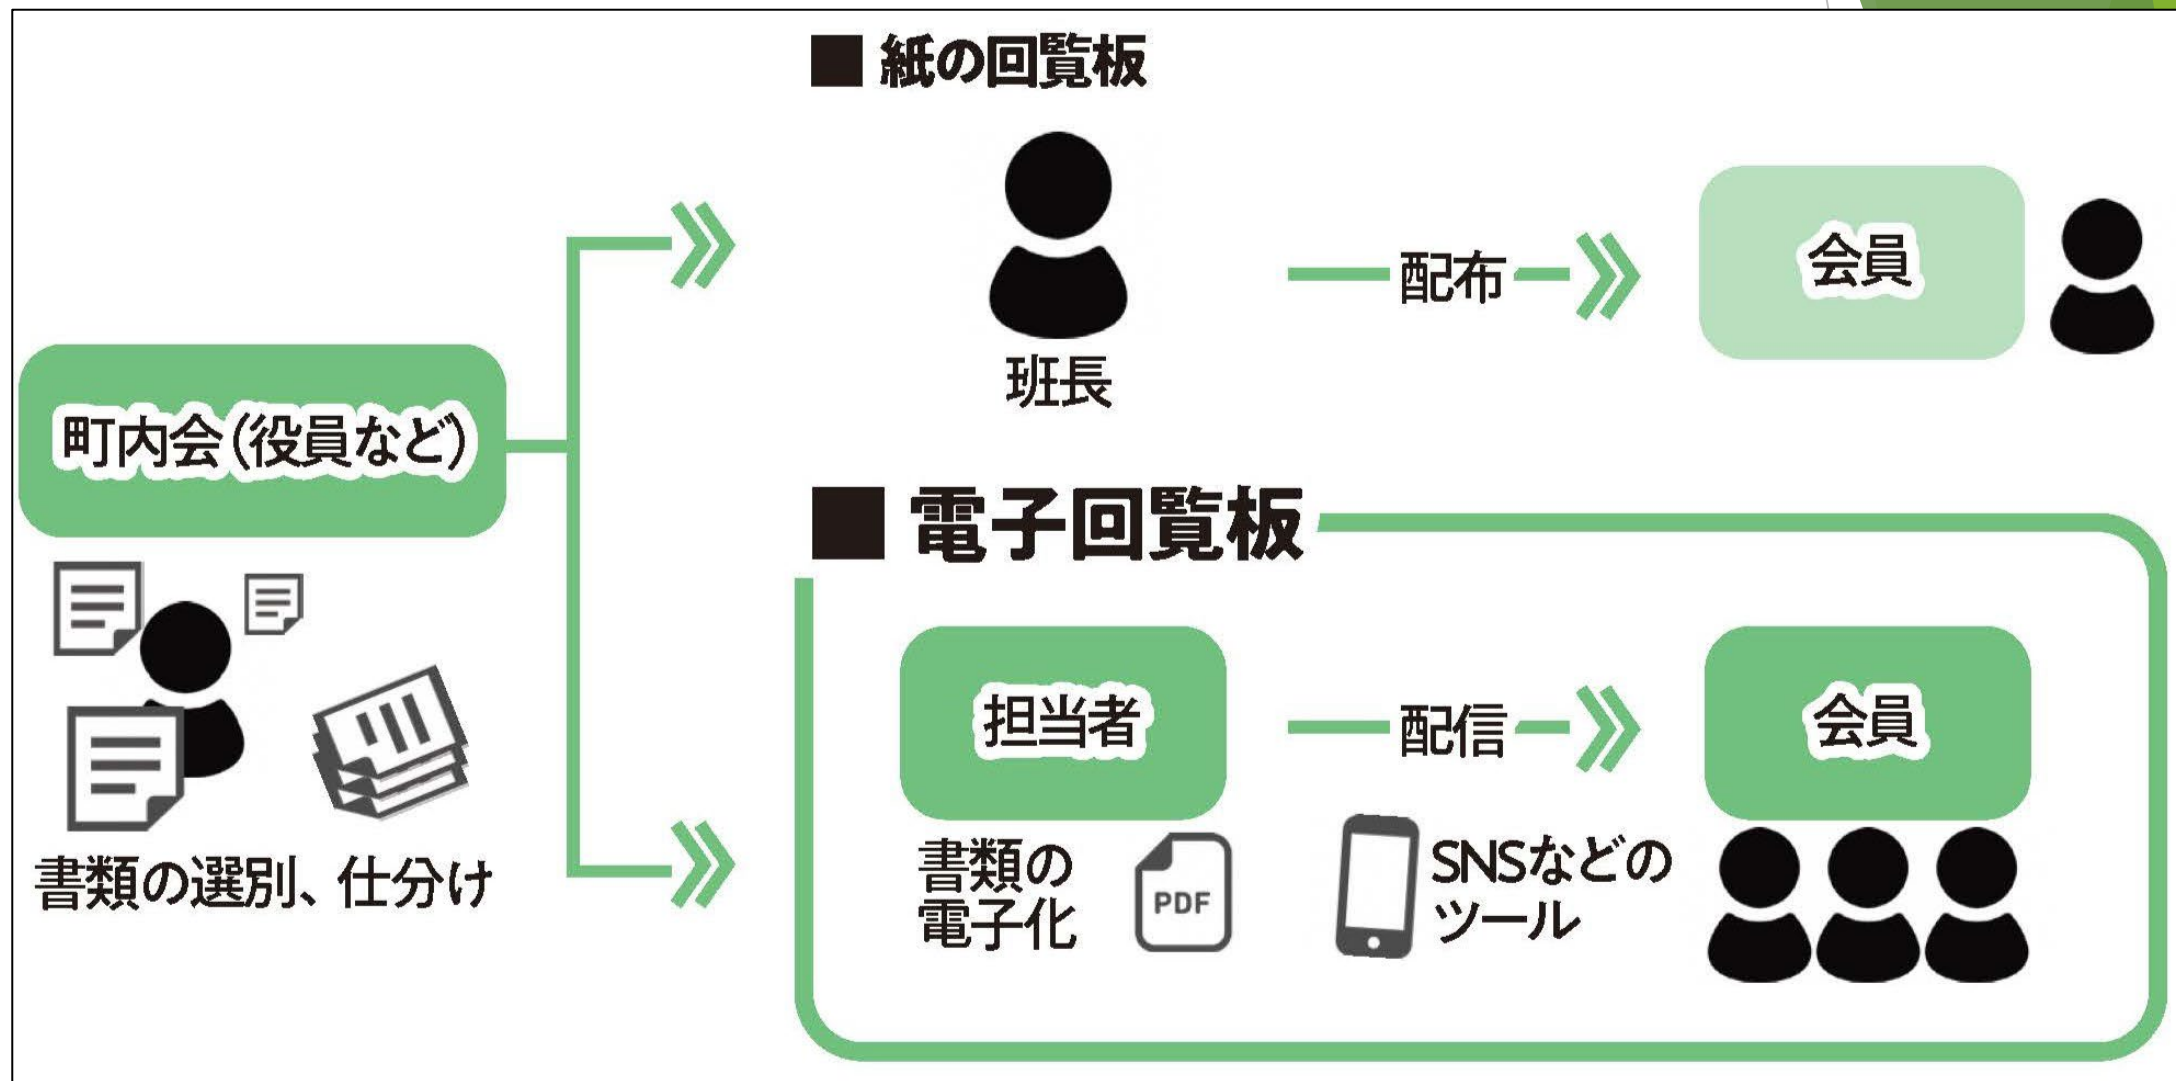 ■ 紙の回覧板
班長
配布
会員
町内会(役員など)
書類の選別、仕分け
■ 電子回覧板
担当者
配信
会員
書類の
電子化
PDF
SNSなどの
ツール